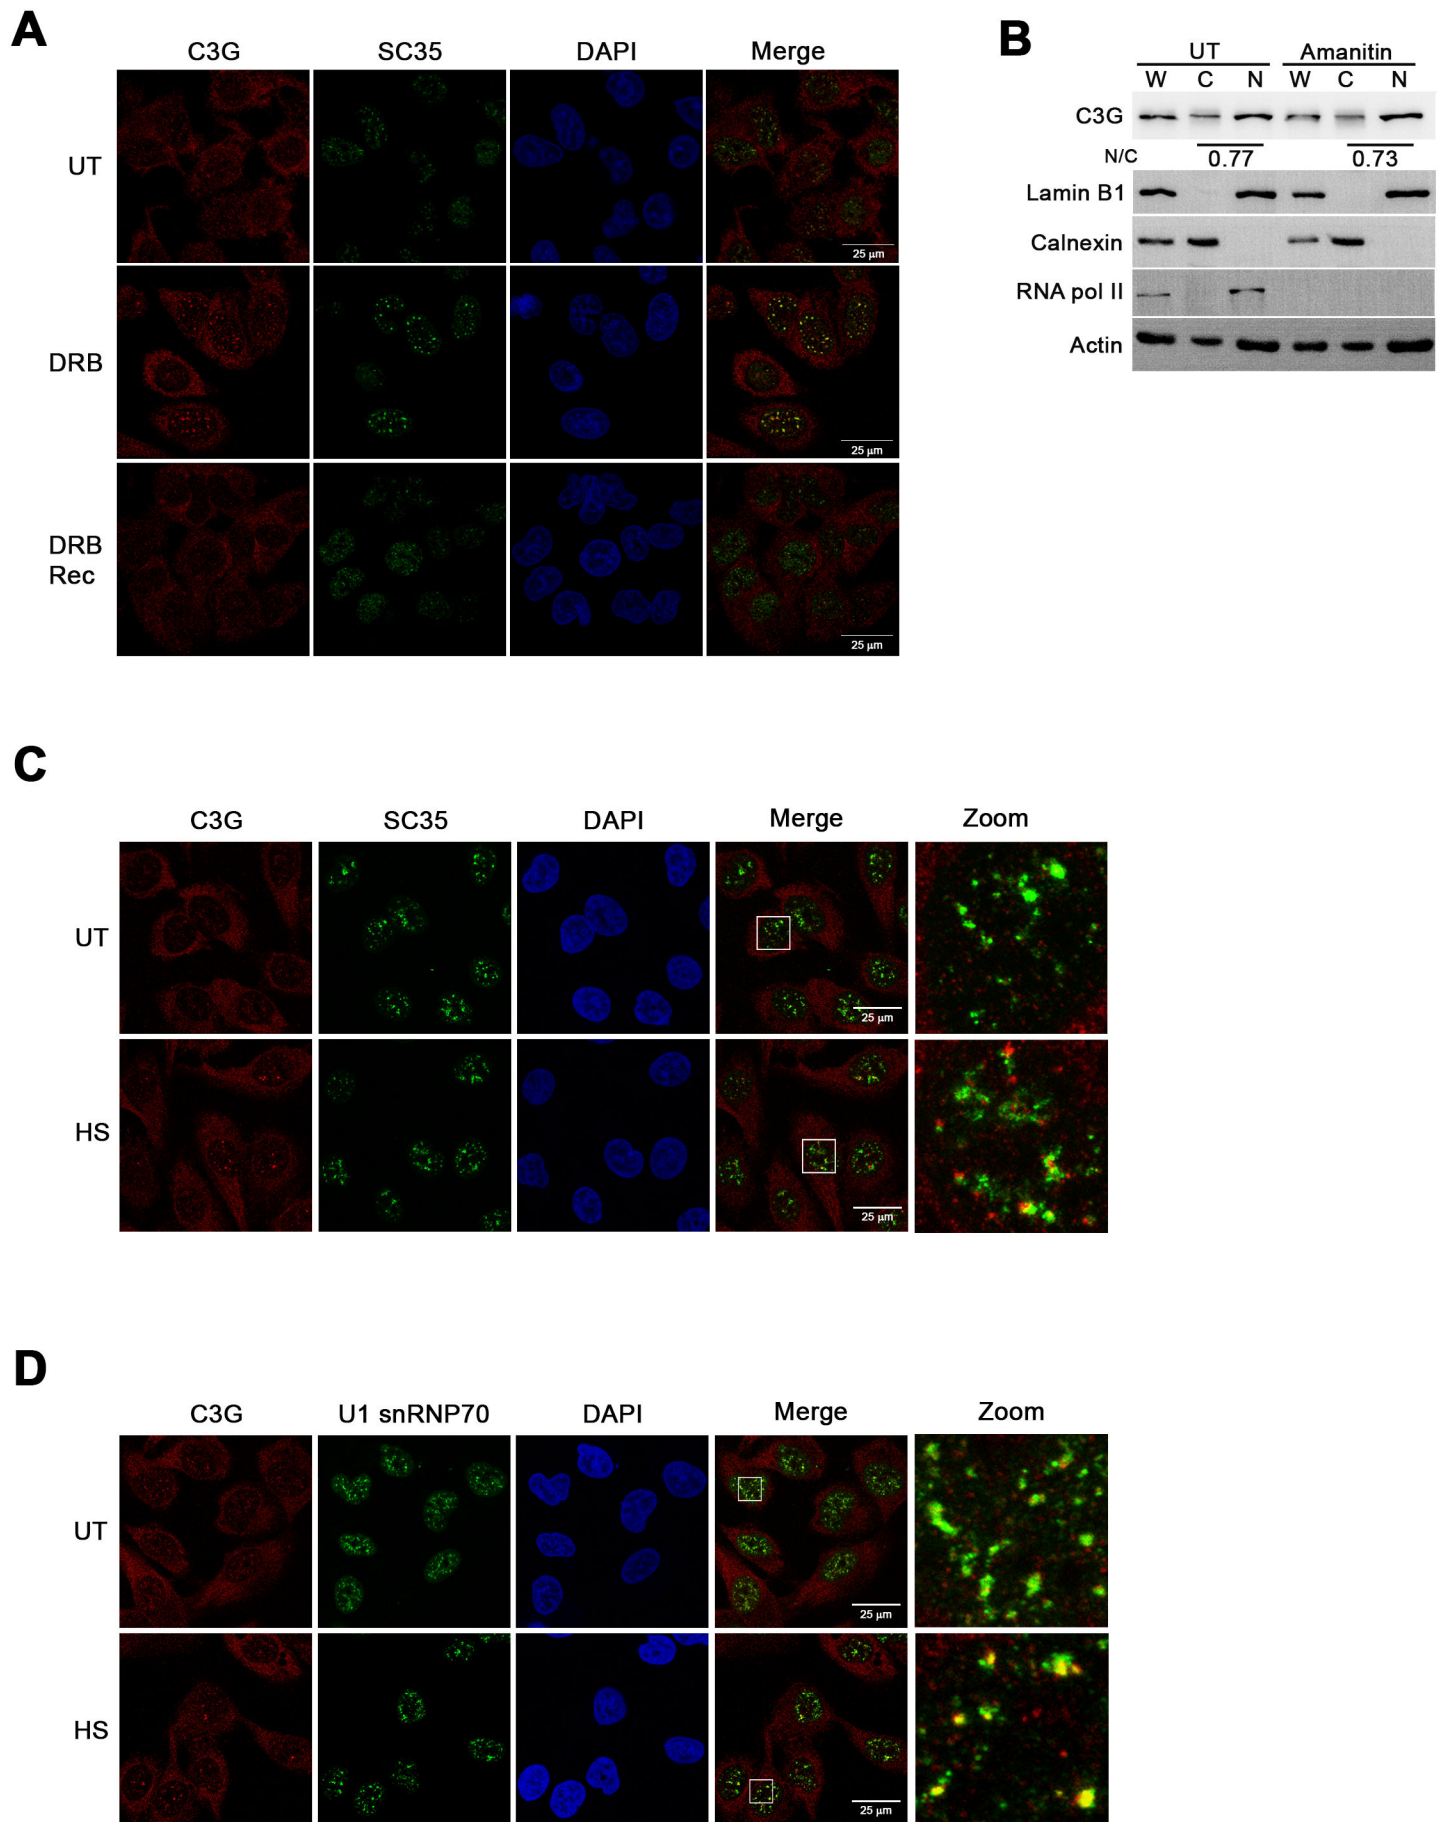 A
C3G SC35 DAPI Merge
UT
25 µm
DRB
25 µm
DRB
Rec
25 µm
B
UT Amanitin
W C N W C N
C3G
N/C 0.77 0.73
Lamin B1
Calnexin
RNA pol II
Actin
C
C3G SC35 DAPI Merge Zoom
UT
25 µm
HS
25 µm
D
C3G U1 snRNP70 DAPI Merge Zoom
UT
25 µm
HS
25 µm